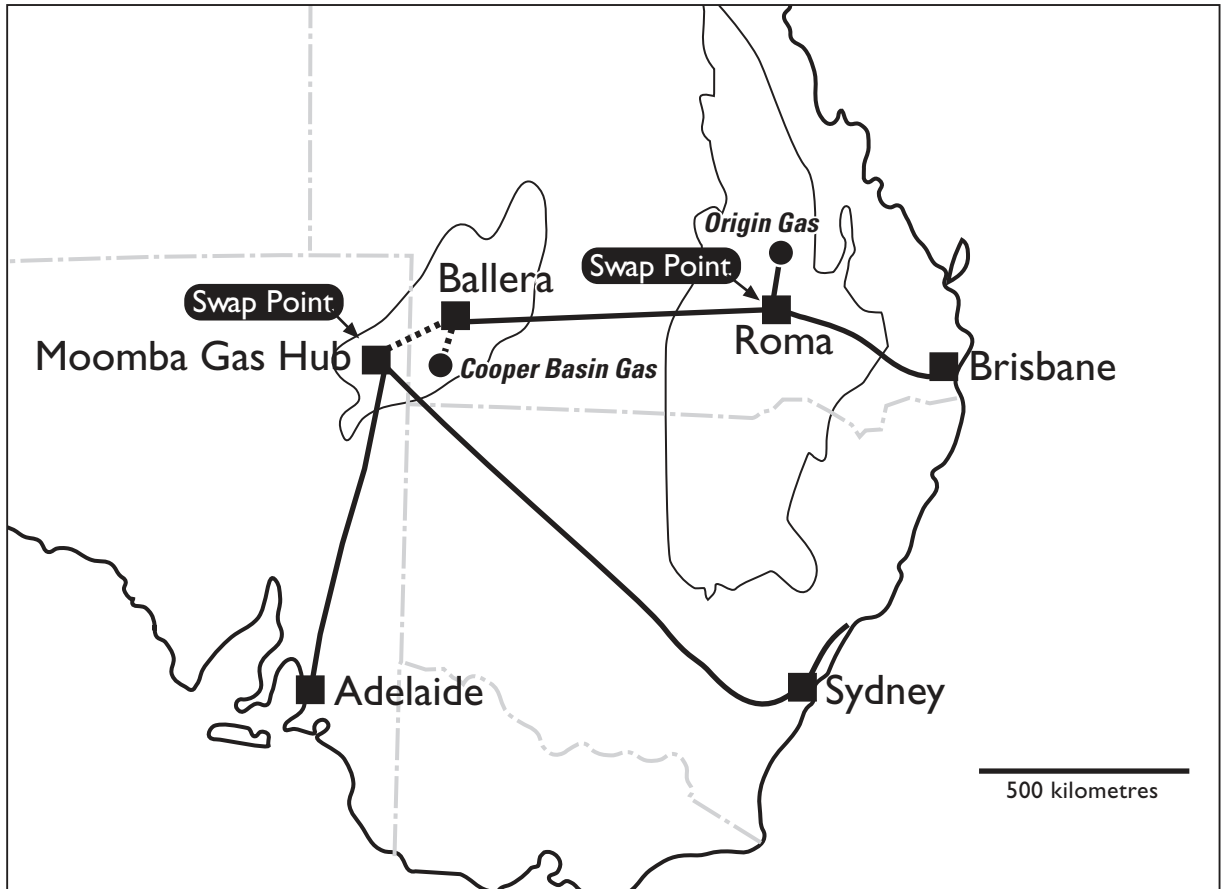 Origin Gas
Swap Point
Ballera
Swap Point
Roma
Moomba Gas Hub
Cooper Basin Gas
Brisbane
Adelaide
Sydney
500 kilometres